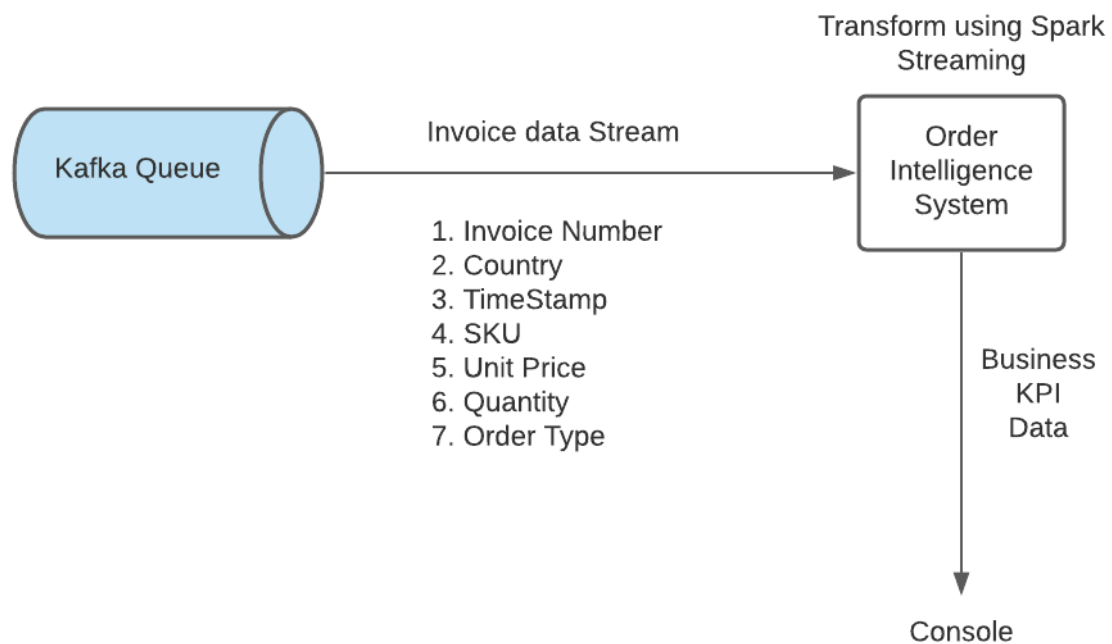 Transform using Spark
Streaming
Kafka Queue
Invoice data Stream
Order
Intelligence
System
1. Invoice Number
2. Country
3. TimeStamp
4. SKU
5. Unit Price
6. Quantity
7. Order Type
Business
KPI
Data
Console